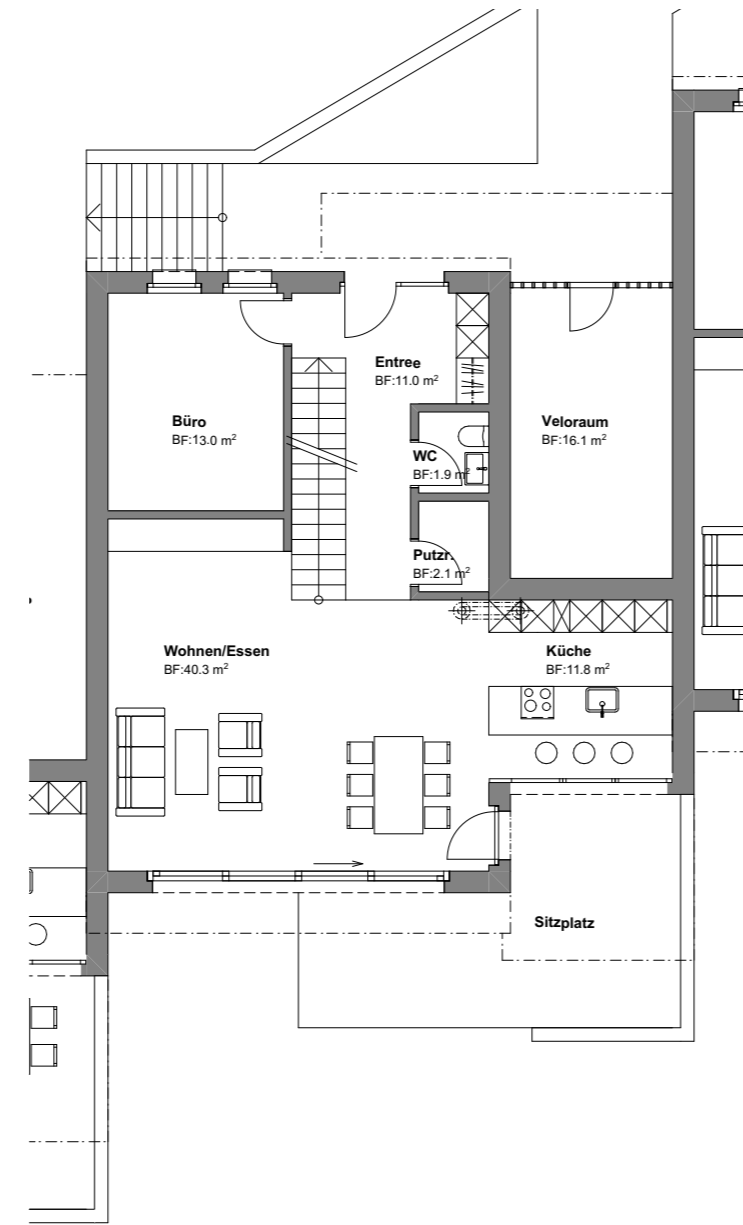 Entree
BF:11.0 m²
Büro
BF:13.0 m²
Veloraum
BF:16.1 m²
WC
BF:1.9 m²
Putzr.
BF:2.1 m²
Wohnen/Essen
BF:40.3 m²
Küche
BF:11.8 m²
Sitzplatz